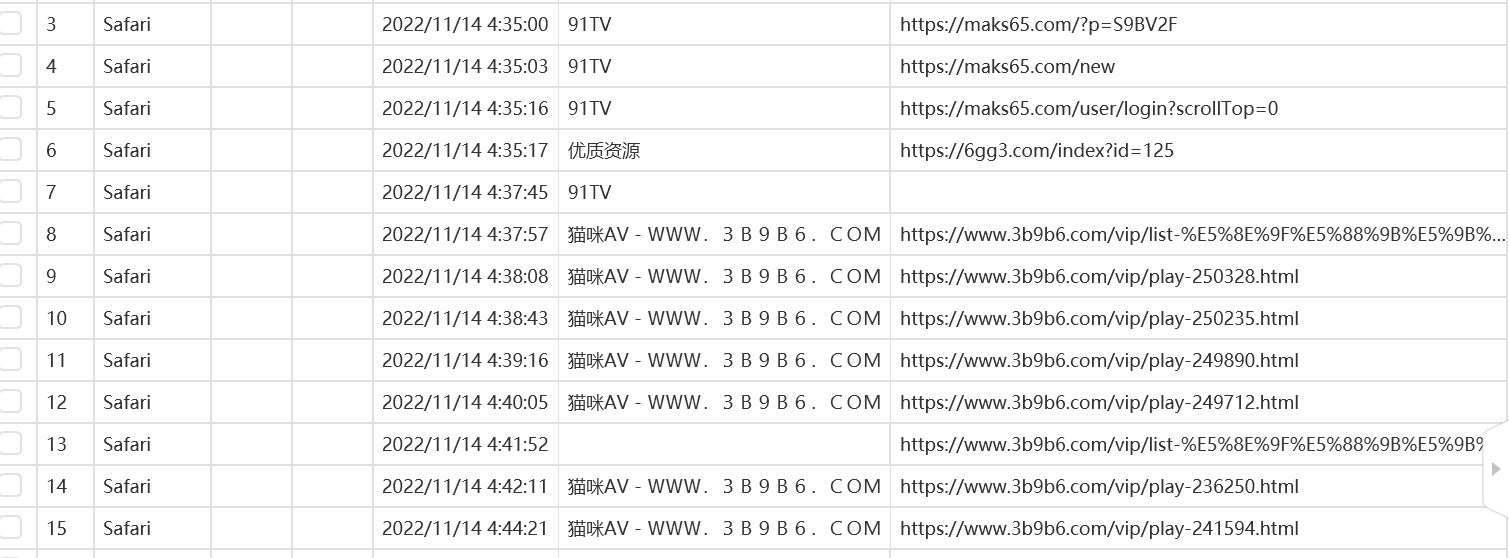 3 Safari 2022/11/14 4:35:00 91TV https://maks65.com/?p=S9BV2F
4 Safari 2022/11/14 4:35:03 91TV https://maks65.com/new
5 Safari 2022/11/14 4:35:16 91TV https://maks65.com/user/login?scrollTop=0
6 Safari 2022/11/14 4:35:17 优质资源 https://6gg3.com/index?id=125
7 Safari 2022/11/14 4:37:45 91TV
8 Safari 2022/11/14 4:37:57 猫咪AV - WWW．３Ｂ９Ｂ６．ＣＯＭ https://www.3b9b6.com/vip/list-%E5%8E%9F%E5%88%9B%E5%9B%...
9 Safari 2022/11/14 4:38:08 猫咪AV - WWW．３Ｂ９Ｂ６．ＣＯＭ https://www.3b9b6.com/vip/play-250328.html
10 Safari 2022/11/14 4:38:43 猫咪AV - WWW．３Ｂ９Ｂ６．ＣＯＭ https://www.3b9b6.com/vip/play-250235.html
11 Safari 2022/11/14 4:39:16 猫咪AV - WWW．３Ｂ９Ｂ６．ＣＯＭ https://www.3b9b6.com/vip/play-249890.html
12 Safari 2022/11/14 4:40:05 猫咪AV - WWW．３Ｂ９Ｂ６．ＣＯＭ https://www.3b9b6.com/vip/play-249712.html
13 Safari 2022/11/14 4:41:52 https://www.3b9b6.com/vip/list-%E5%8E%9F%E5%88%9B%E5%9B%
14 Safari 2022/11/14 4:42:11 猫咪AV - WWW．３Ｂ９Ｂ６．ＣＯＭ https://www.3b9b6.com/vip/play-236250.html
15 Safari 2022/11/14 4:44:21 猫咪AV - WWW．３Ｂ９Ｂ６．ＣＯＭ https://www.3b9b6.com/vip/play-241594.html